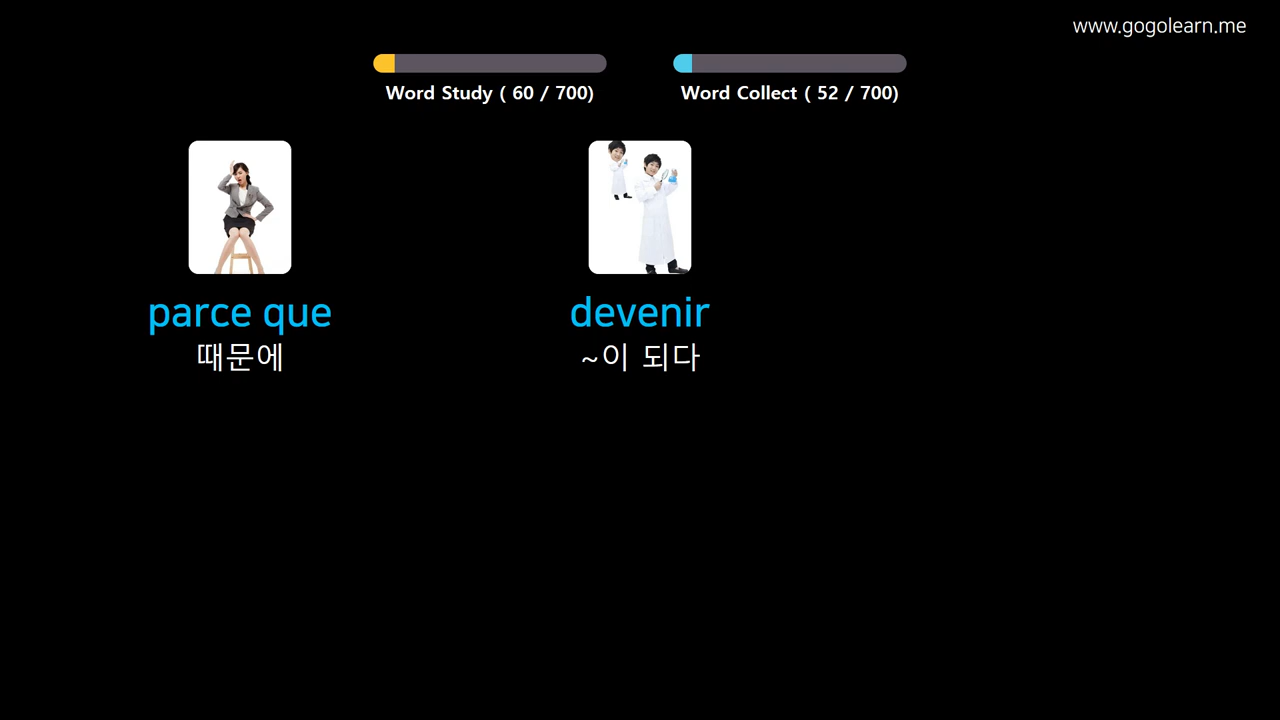 www.gogolearn.me
Word Study ( 60 / 700)
Word Collect ( 52 / 700)
parce que
때문에
devenir
~이 되다